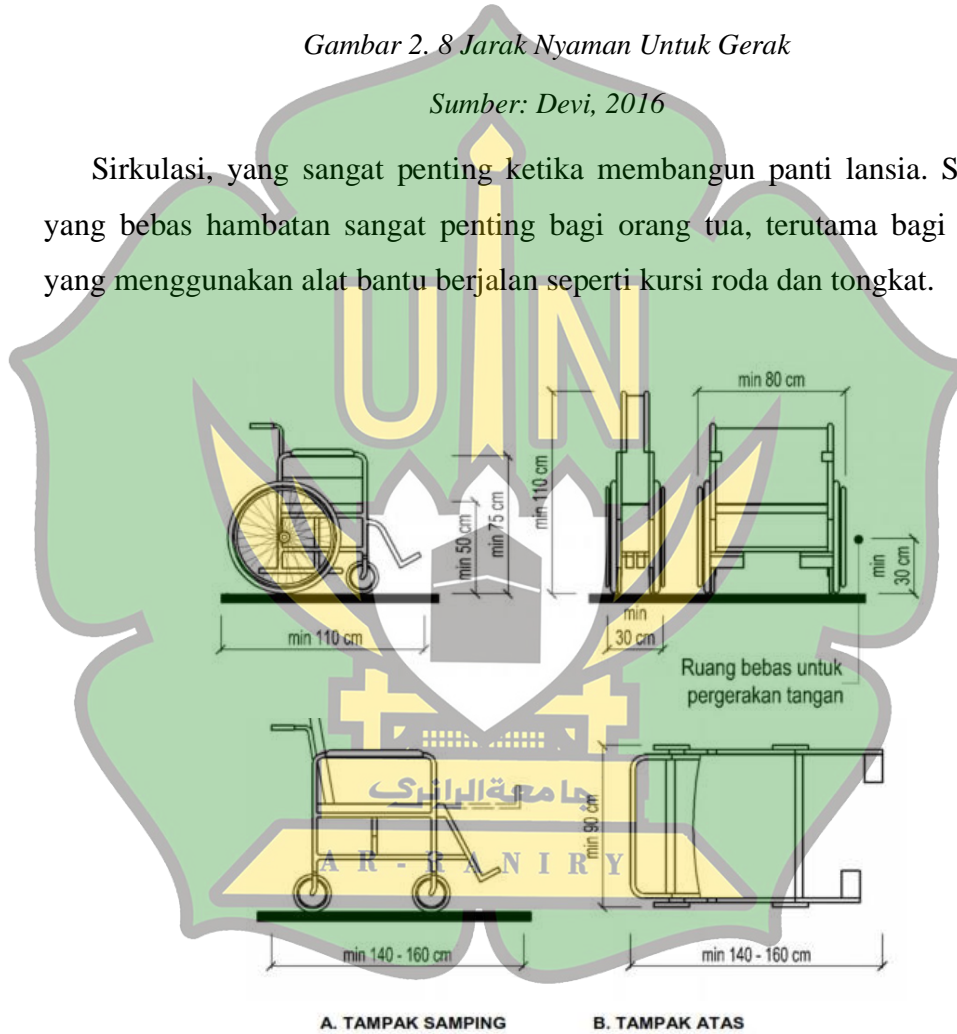 Gambar 2. 8 Jarak Nyaman Untuk Gerak
Sumber: Devi, 2016
Sirkulasi, yang sangat penting ketika membangun panti lansia. S
yang bebas hambatan sangat penting bagi orang tua, terutama bagi
yang menggunakan alat bantu berjalan seperti kursi roda dan tongkat.
UIN
min 80 cm
min 110 cm
min 75 cm
min 50 cm
min 30 cm
min 110 cm
min 30 cm
Ruang bebas untuk
pergerakan tangan
جامعة الرانري
min 90 cm
AR-RANIRY
min 140 - 160 cm
min 140 - 160 cm
A. TAMPAK SAMPING
B. TAMPAK ATAS